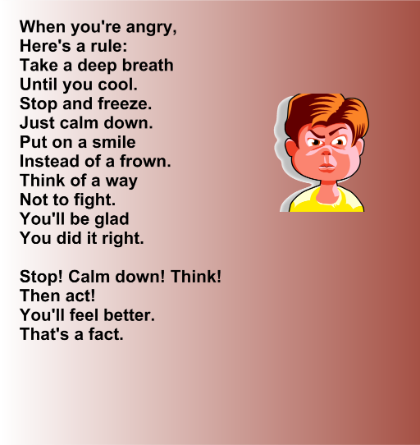 When you're angry,
Here's a rule:
Take a deep breath
Until you cool.
Stop and freeze.
Just calm down.
Put on a smile
Instead of a frown.
Think of a way
Not to fight.
You'll be glad
You did it right.

Stop! Calm down! Think!
Then act!
You'll feel better.
That's a fact.